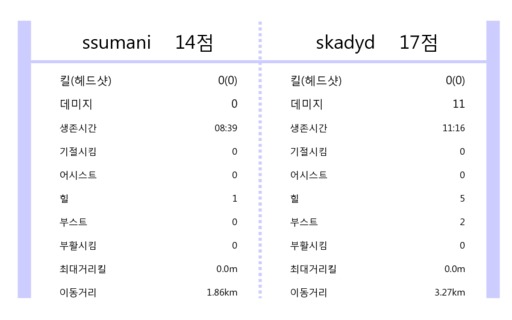 ssumani 14점
킬(헤드샷) 0(0)
데미지 0
생존시간 08:39
기절시킴 0
어시스트 0
힐 1
부스트 0
부활시킴 0
최대거리킬 0.0m
이동거리 1.86km
skadyd 17점
킬(헤드샷) 0(0)
데미지 11
생존시간 11:16
기절시킴 0
어시스트 0
힐 5
부스트 2
부활시킴 0
최대거리킬 0.0m
이동거리 3.27km